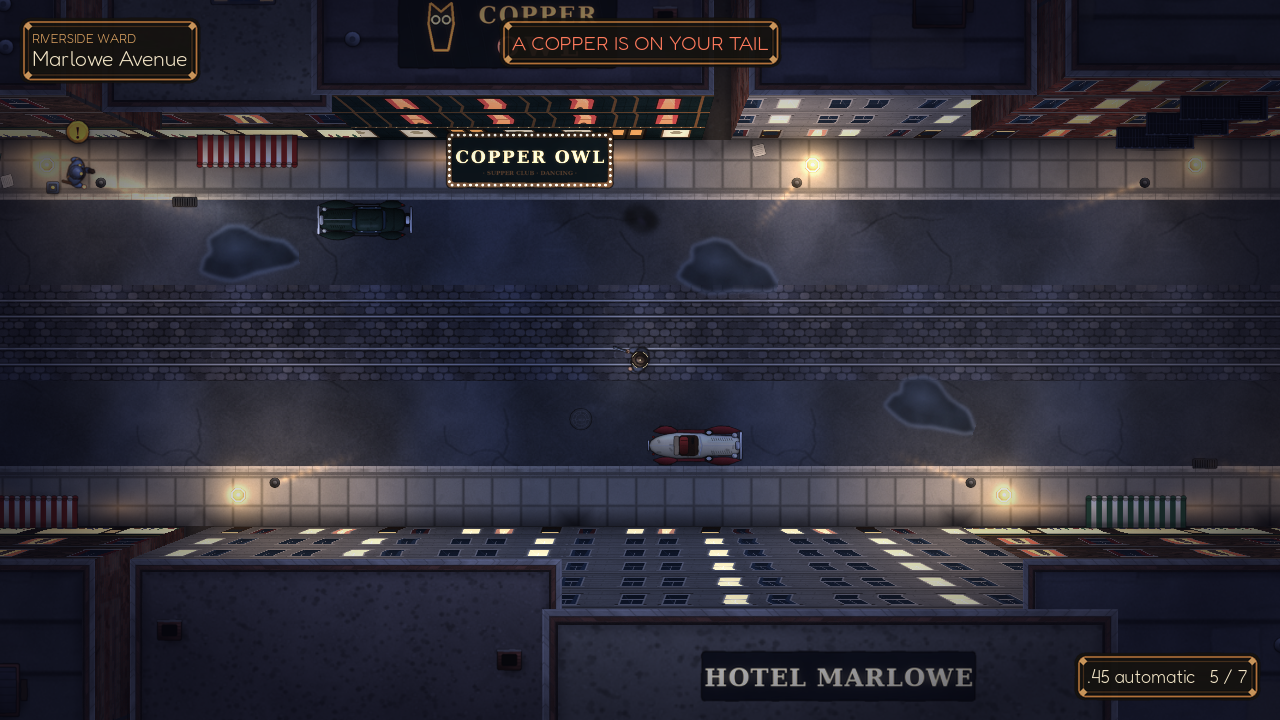 COPPER
RIVERSIDE WARD
Marlowe Avenue
A COPPER IS ON YOUR TAIL
!
COPPER OWL
· SUPPER CLUB · DANCING ·
HOTEL MARLOWE
.45 automatic 5 / 7